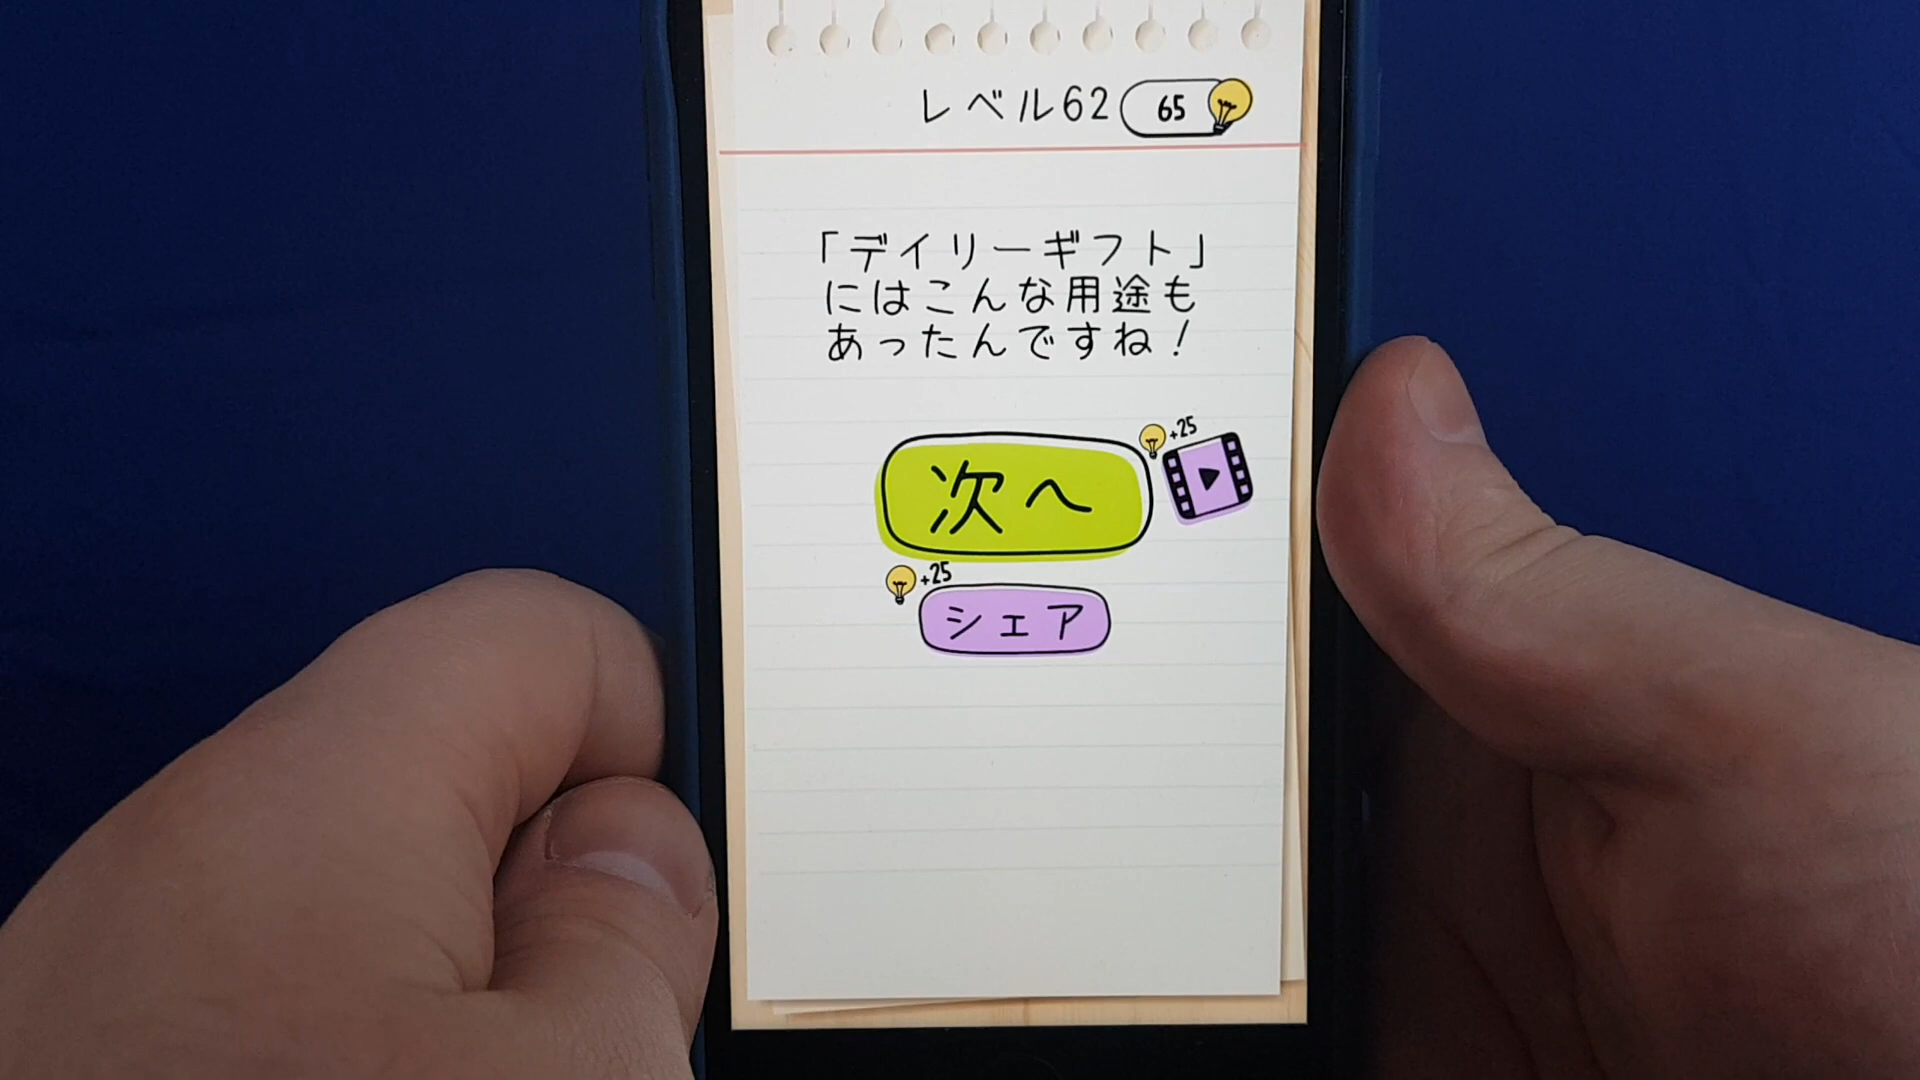 レベル62
65
「デイリーギフト」
にはこんな用途も
あったんですね!
+25
次へ
+25
シェア